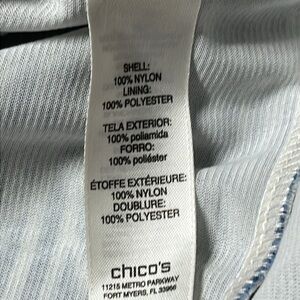 SHELL:
100% NYLON
LINING:
100% POLYESTER
TELA EXTERIOR:
100% poliamida
FORRO:
100% poliéster
ÉTOFFE EXTÉRIEURE:
100% NYLON
DOUBLURE:
100% POLYESTER
chico's
11215 METRO PARKWAY
FORT MYERS, FL 33966